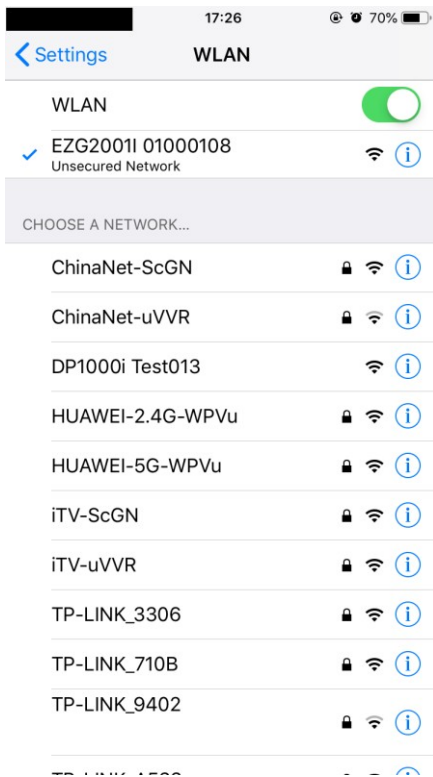 17:26
70%
Settings
WLAN
WLAN
EZG2001I 01000108
Unsecured Network
CHOOSE A NETWORK...
ChinaNet-ScGN
ChinaNet-uVVR
DP1000i Test013
HUAWEI-2.4G-WPVu
HUAWEI-5G-WPVu
iTV-ScGN
iTV-uVVR
TP-LINK_3306
TP-LINK_710B
TP-LINK_9402